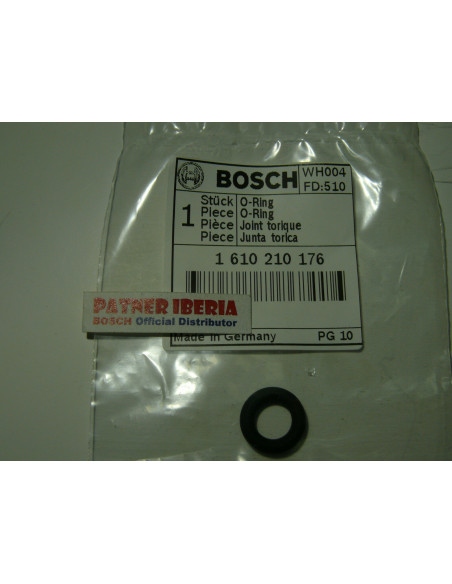 BOSCH
WH004
FD:510
1
Stück O-Ring
Piece O-Ring
Pièce Joint torique
Piece Junta torica
1 610 210 176
PATNER IBERIA
BOSCH Official Distributor
Made in Germany PG 10